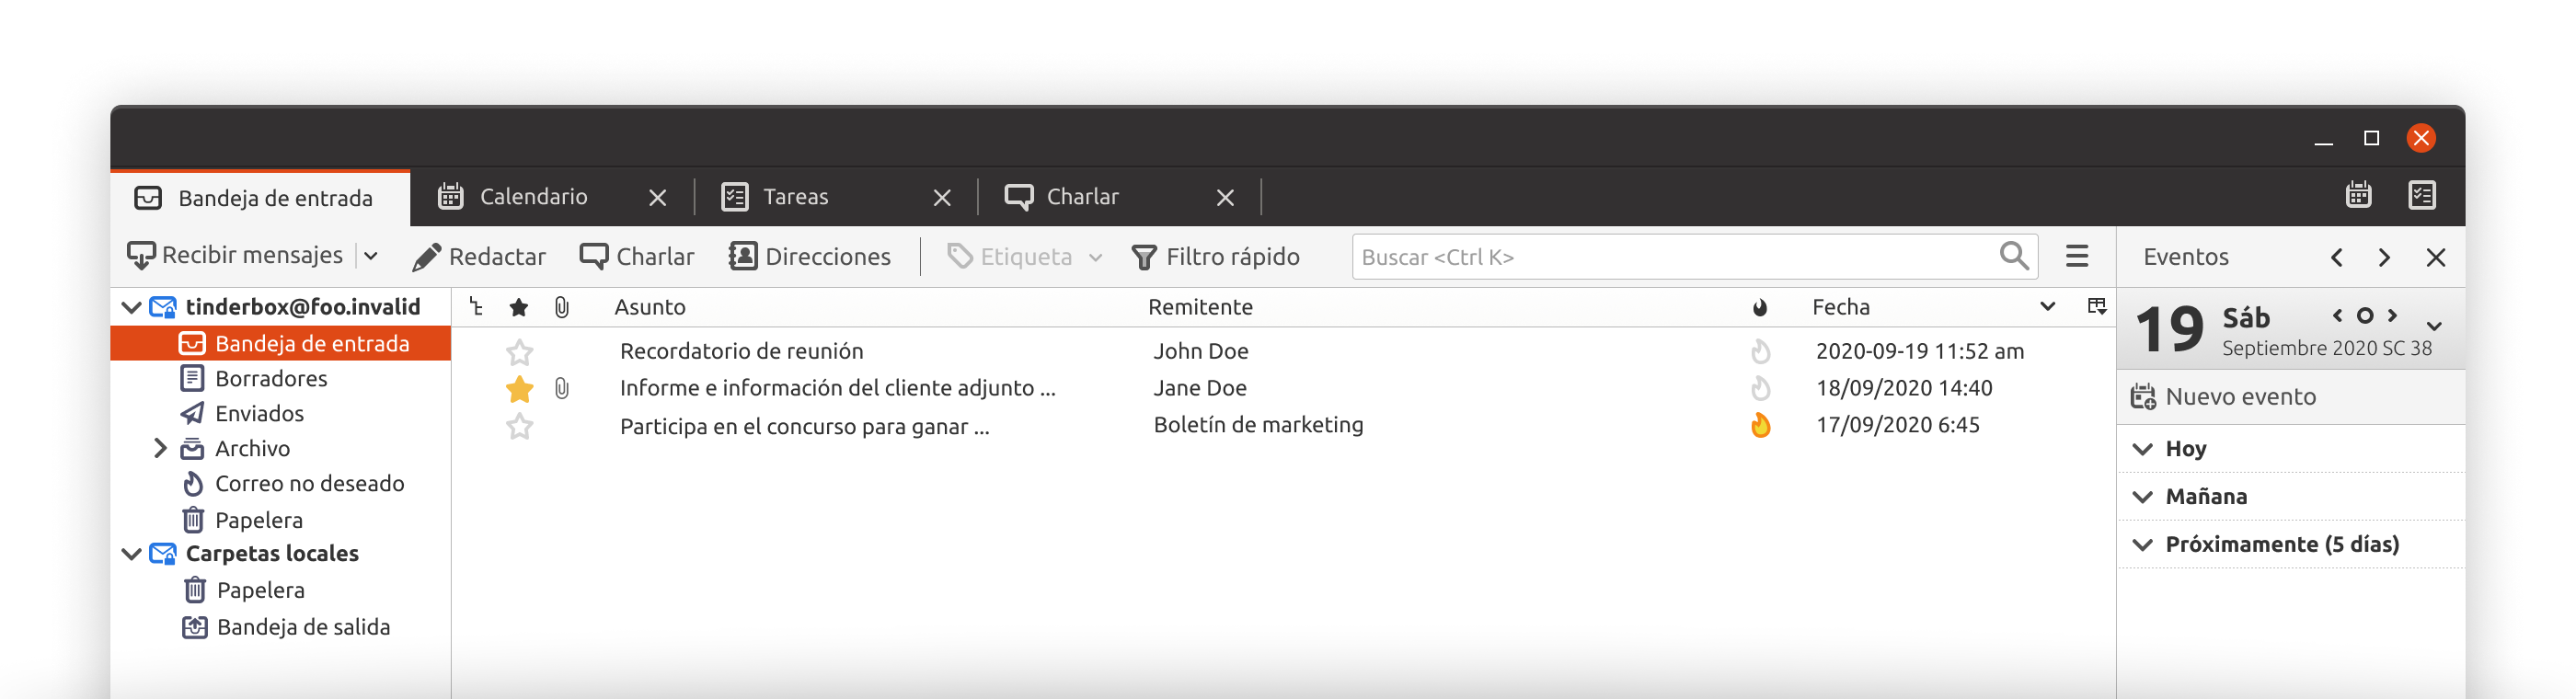 Bandeja de entrada
Calendario
Tareas
Charlar
Recibir mensajes
Redactar
Charlar
Direcciones
Etiqueta
Filtro rápido
Buscar <Ctrl K>
Eventos
tinderbox@foo.invalid
Bandeja de entrada
Borradores
Enviados
Archivo
Correo no deseado
Papelera
Carpetas locales
Papelera
Bandeja de salida
Asunto Remitente Fecha
Recordatorio de reunión John Doe 2020-09-19 11:52 am
Informe e información del cliente adjunto ... Jane Doe 18/09/2020 14:40
Participa en el concurso para ganar ... Boletín de marketing 17/09/2020 6:45
19 Sáb
Septiembre 2020 SC 38
Nuevo evento
Hoy
Mañana
Próximamente (5 días)